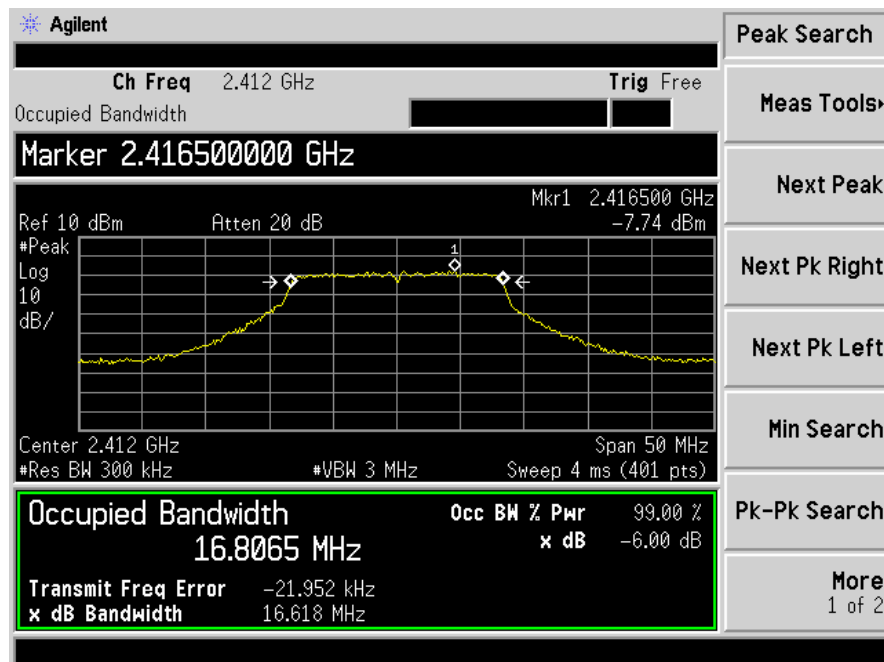 Agilent
Peak Search
Ch Freq 2.412 GHz Trig Free
Occupied Bandwidth
Meas Tools
Marker 2.416500000 GHz
Next Peak
Mkr1 2.416500 GHz
Ref 10 dBm Atten 20 dB -7.74 dBm
#Peak
Log
10
dB/
1
Next Pk Right
Next Pk Left
Center 2.412 GHz Span 50 MHz
#Res BW 300 kHz #VBW 3 MHz Sweep 4 ms (401 pts)
Min Search
Occupied Bandwidth Occ BW % Pwr 99.00 %
16.8065 MHz x dB -6.00 dB
Pk-Pk Search
Transmit Freq Error -21.952 kHz
x dB Bandwidth 16.618 MHz
More
1 of 2